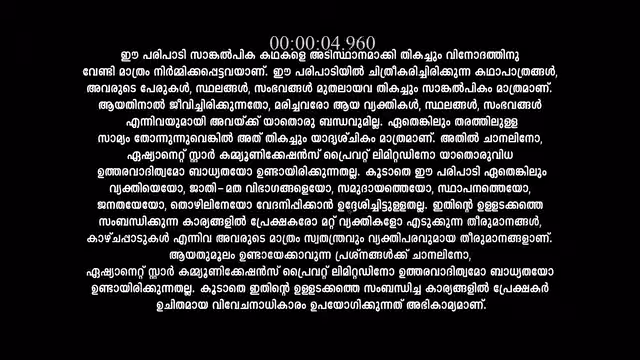 00:00:04.960
ഈ പരിപാടി സാങ്കൽപിക കഥകളെ അടിസ്ഥാനമാക്കി തികച്ചും വിനോദത്തിനു
വേണ്ടി മാത്രം നിർമ്മിക്കപ്പെട്ടവയാണ്. ഈ പരിപാടിയിൽ ചിത്രീകരിച്ചിരിക്കുന്ന കഥാപാത്രങ്ങൾ,
അവരുടെ പേരുകൾ, സ്ഥലങ്ങൾ, സംഭവങ്ങൾ മുതലായവ തികച്ചും സാങ്കൽപികം മാത്രമാണ്.
ആയതിനാൽ ജീവിച്ചിരിക്കുന്നതോ, മരിച്ചവരോ ആയ വ്യക്തികൾ, സ്ഥലങ്ങൾ, സംഭവങ്ങൾ
എന്നിവയുമായി അവയ്ക്ക് യാതൊരു ബന്ധവുമില്ല. ഏതെങ്കിലും തരത്തിലുള്ള
സാമ്യം തോന്നുന്നുവെങ്കിൽ അത് തികച്ചും യാദൃശ്ചികം മാത്രമാണ്. അതിൽ ചാനലിനോ,
ഏഷ്യാനെറ്റ് സ്റ്റാർ കമ്മ്യൂണിക്കേഷൻസ് പ്രൈവറ്റ് ലിമിറ്റഡിനോ യാതൊരുവിധ
ഉത്തരവാദിത്വമോ ബാധ്യതയോ ഉണ്ടായിരിക്കുന്നതല്ല. കൂടാതെ ഈ പരിപാടി ഏതെങ്കിലും
വ്യക്തിയെയോ, ജാതി-മത വിഭാഗങ്ങളെയോ, സമുദായത്തെയോ, സ്ഥാപനത്തെയോ,
ജനതയേയോ, തൊഴിലിനേയോ വേദനിപ്പിക്കാൻ ഉദ്ദേശിച്ചിട്ടുള്ളതല്ല. ഇതിന്റെ ഉള്ളടക്കത്തെ
സംബന്ധിക്കുന്ന കാര്യങ്ങളിൽ പ്രേക്ഷകരോ മറ്റ് വ്യക്തികളോ എടുക്കുന്ന തീരുമാനങ്ങൾ,
കാഴ്ചപ്പാടുകൾ എന്നിവ അവരുടെ മാത്രം സ്വതന്ത്രവും വ്യക്തിപരവുമായ തീരുമാനങ്ങളാണ്.
ആയതുമൂലം ഉണ്ടായേക്കാവുന്ന പ്രശ്നങ്ങൾക്ക് ചാനലിനോ,
ഏഷ്യാനെറ്റ് സ്റ്റാർ കമ്മ്യൂണിക്കേഷൻസ് പ്രൈവറ്റ് ലിമിറ്റഡിനോ ഉത്തരവാദിത്വമോ ബാധ്യതയോ
ഉണ്ടായിരിക്കുന്നതല്ല. കൂടാതെ ഇതിന്റെ ഉള്ളടക്കത്തെ സംബന്ധിച്ച കാര്യങ്ങളിൽ പ്രേക്ഷകർ
ഉചിതമായ വിവേചനാധികാരം ഉപയോഗിക്കുന്നത് അഭികാമ്യമാണ്.